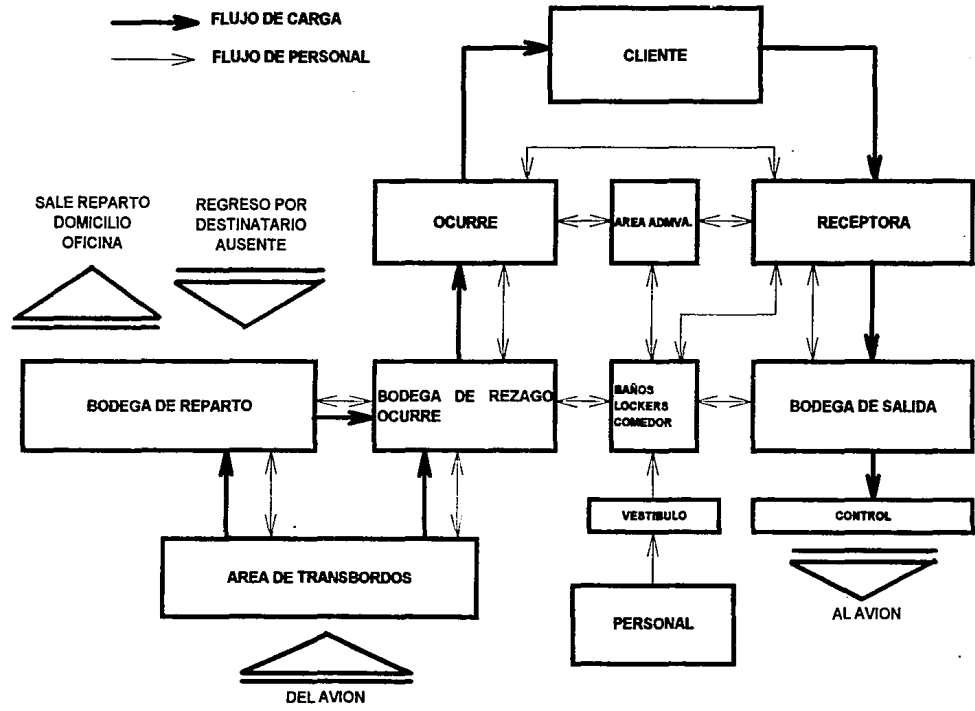 FLUJO DE CARGA
FLUJO DE PERSONAL
CLIENTE
SALE REPARTO
DOMICILIO
OFICINA
REGRESO POR
DESTINATARIO
AUSENTE
OCURRE
AREA ADMVA.
RECEPTORA
BODEGA DE REPARTO
BODEGA DE REZAGO
OCURRE
BAÑOS
LOCKERS
COMEDOR
BODEGA DE SALIDA
VESTIBULO
CONTROL
AREA DE TRANSBORDOS
PERSONAL
AL AVION
DEL AVION